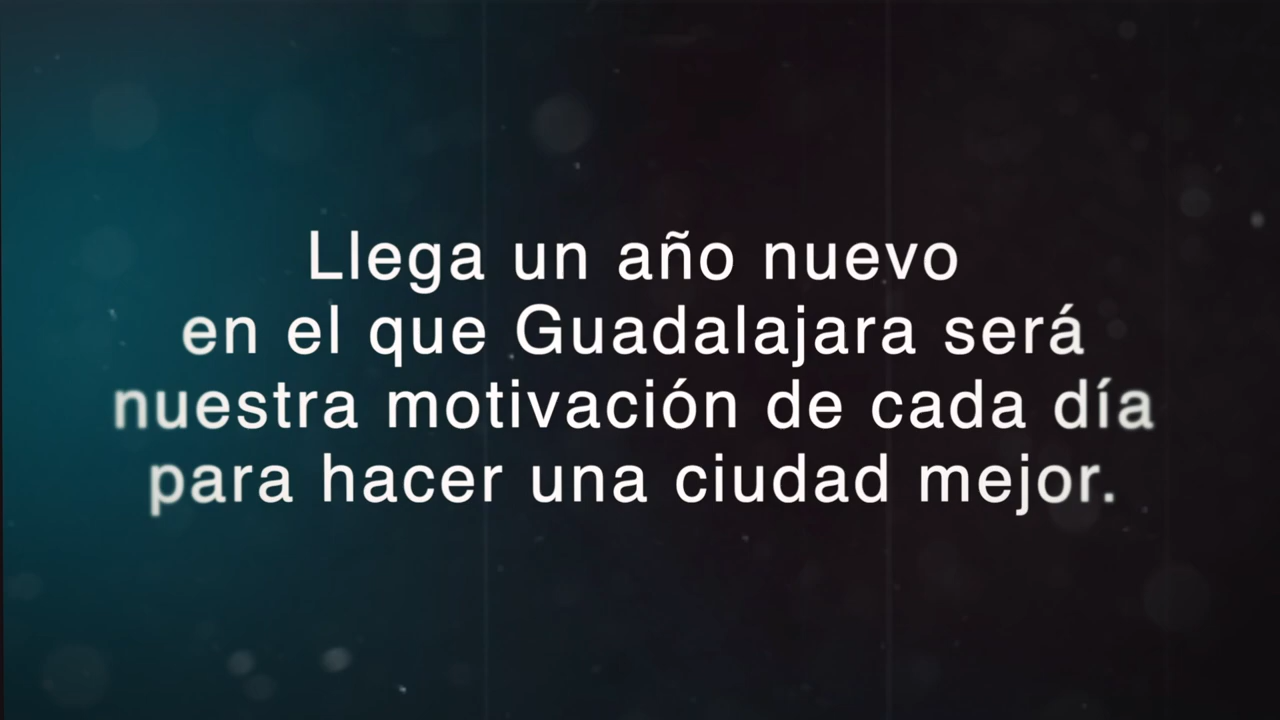 Llega un año nuevo
en el que Guadalajara será
nuestra motivación de cada día
para hacer una ciudad mejor.